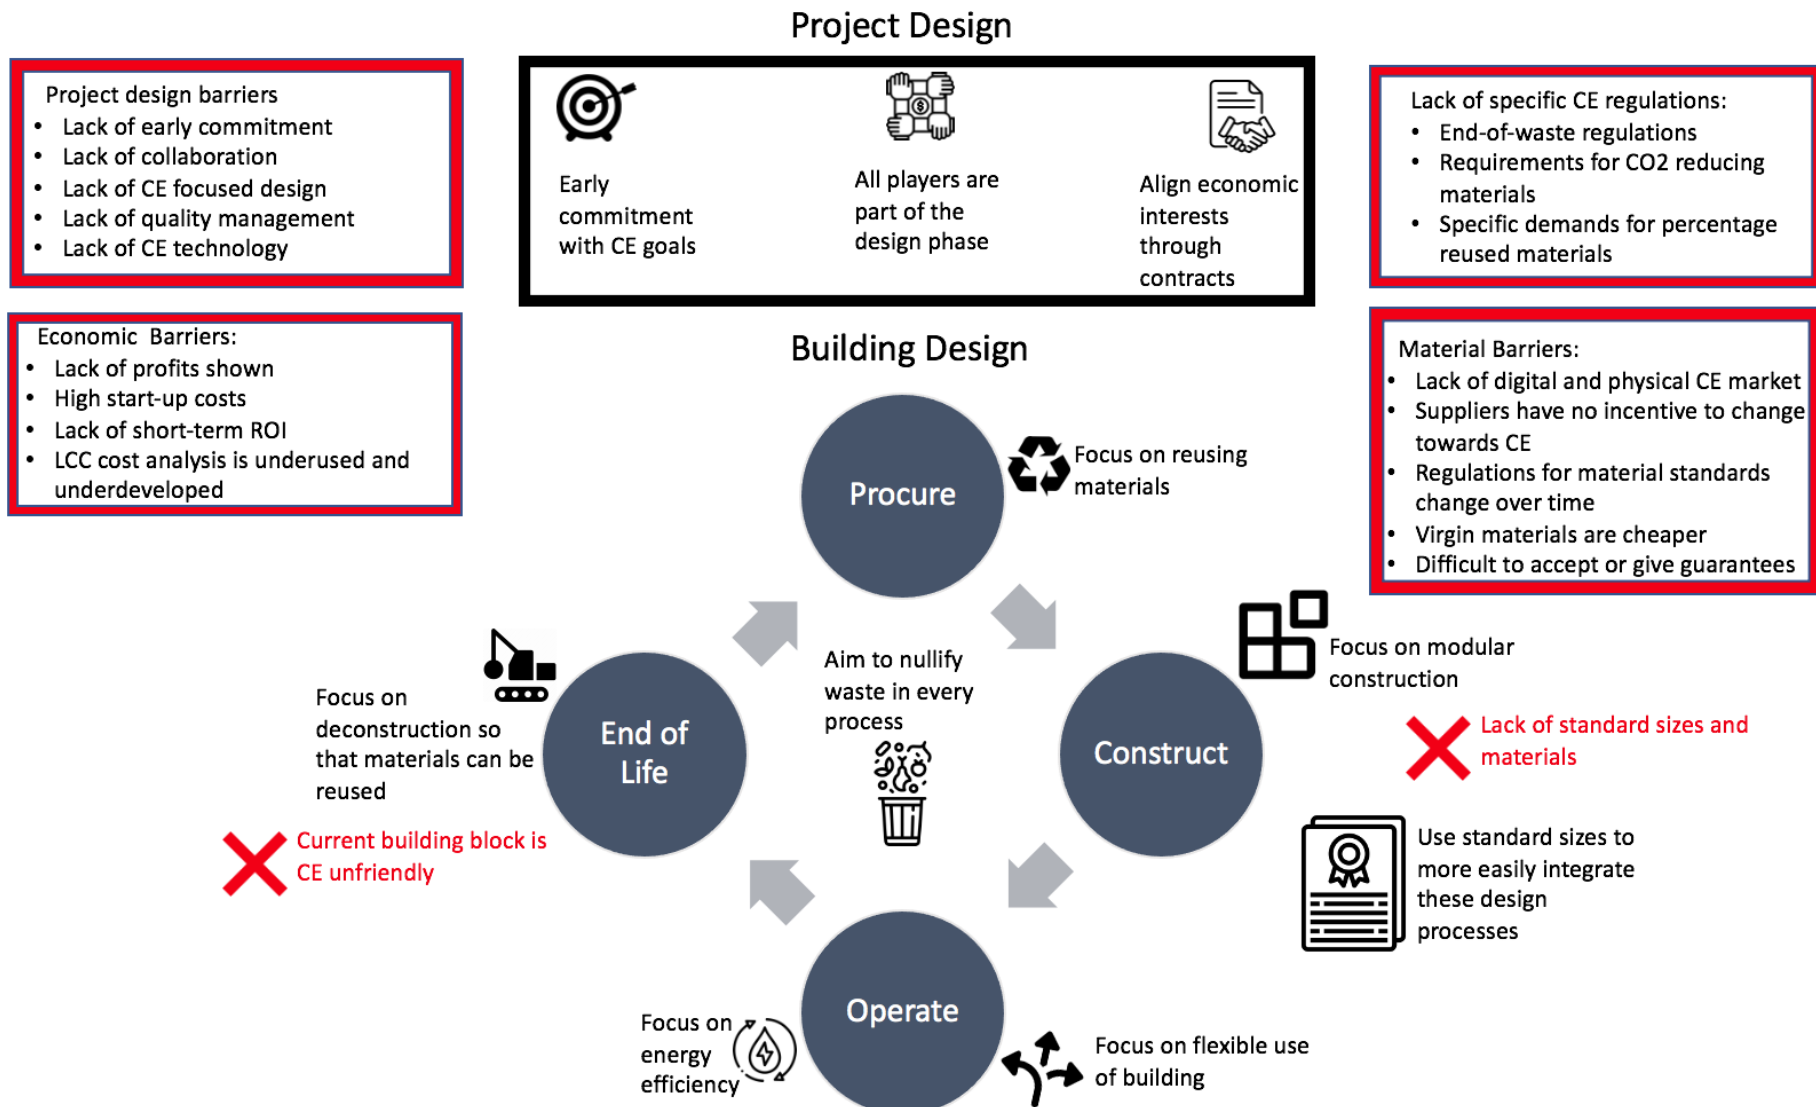 Project Design
Project design barriers
• Lack of early commitment
• Lack of collaboration
• Lack of CE focused design
• Lack of quality management
• Lack of CE technology
Early
commitment
with CE goals
All players are
part of the
design phase
Align economic
interests
through
contracts
Lack of specific CE regulations:
• End-of-waste regulations
• Requirements for CO2 reducing
materials
• Specific demands for percentage
reused materials
Economic Barriers:
• Lack of profits shown
• High start-up costs
• Lack of short-term ROI
• LCC cost analysis is underused and
underdeveloped
Building Design
Material Barriers:
• Lack of digital and physical CE market
• Suppliers have no incentive to change
towards CE
• Regulations for material standards
change over time
• Virgin materials are cheaper
• Difficult to accept or give guarantees
Procure
Focus on reusing
materials
Aim to nullify
waste in every
process
Focus on modular
construction
Construct
Lack of standard sizes and
materials
Use standard sizes to
more easily integrate
these design
processes
Focus on
deconstruction so
that materials can be
reused
End of
Life
Current building block is
CE unfriendly
Operate
Focus on
energy
efficiency
Focus on flexible use
of building